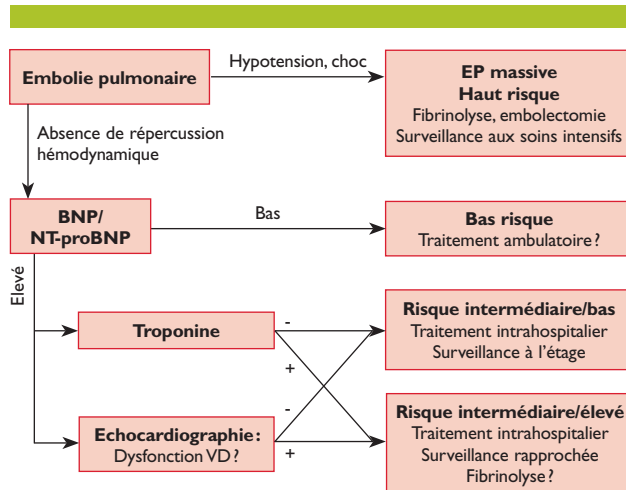 Embolie pulmonaire
Hypotension, choc
EP massive
Haut risque
Fibrinolyse, embolectomie
Surveillance aux soins intensifs
Absence de répercussion
hémodynamique
BNP/
NT-proBNP
Bas
Bas risque
Traitement ambulatoire ?
Elevé
Troponine
-
+
Risque intermédiaire/bas
Traitement intrahospitalier
Surveillance à l’étage
Echocardiographie :
Dysfonction VD ?
-
+
Risque intermédiaire/élevé
Traitement intrahospitalier
Surveillance rapprochée
Fibrinolyse ?